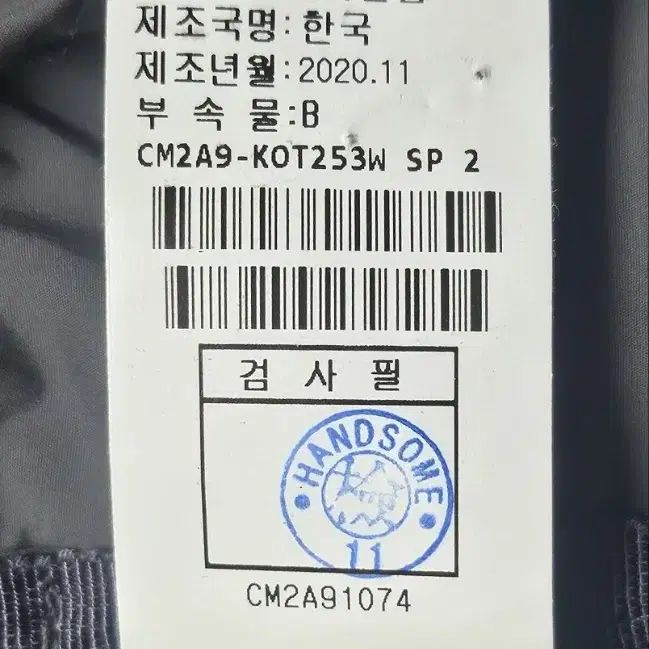 제조국명:한국
제조년월:2020.11
부 속 물:B
CM2A9-KOT253W SP 2
검 사 필
HANDSOME
11
CM2A91074